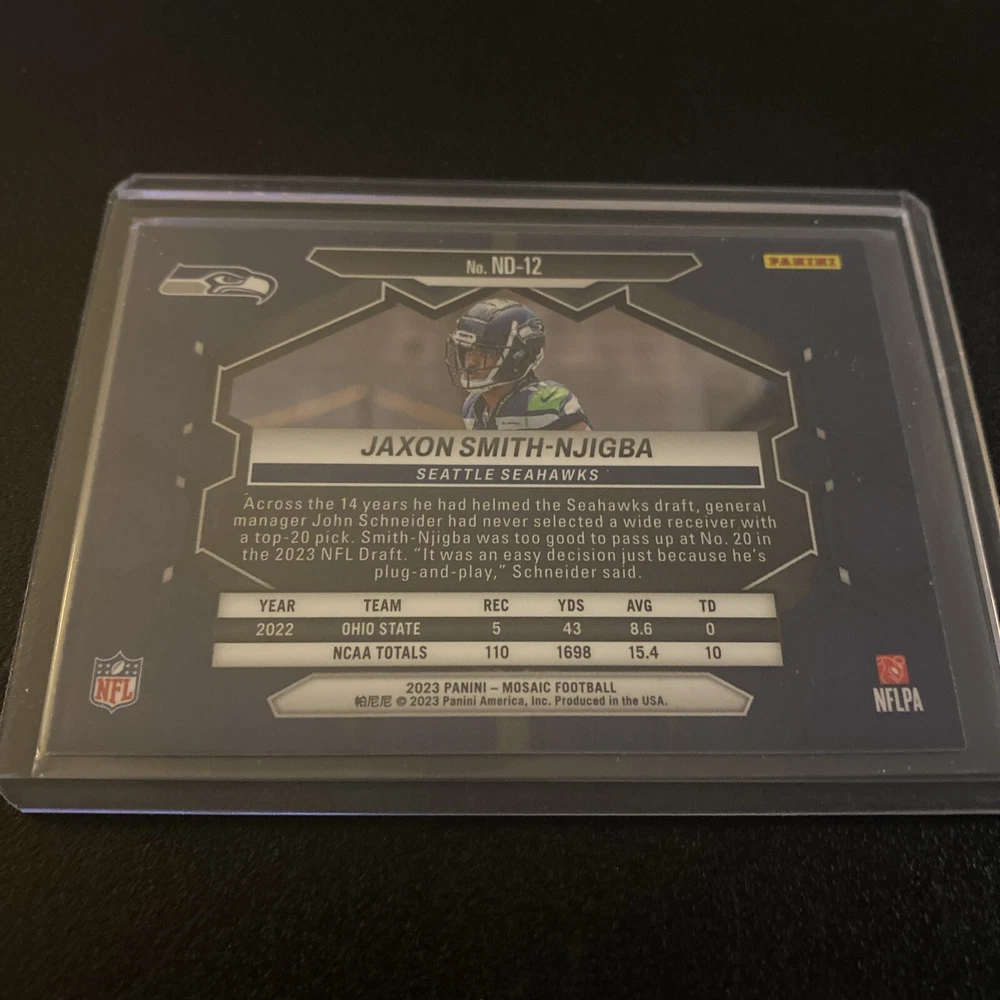 No. ND-12
PANINI
JAXON SMITH-NJIGBA
SEATTLE SEAHAWKS
Across the 14 years he had helmed the Seahawks draft, general
manager John Schneider had never selected a wide receiver with
a top-20 pick. Smith-Njigba was too good to pass up at No. 20 in
the 2023 NFL Draft. “It was an easy decision just because he’s
plug-and-play,” Schneider said.
YEAR TEAM REC YDS AVG TD
2022 OHIO STATE 5 43 8.6 0
NCAA TOTALS 110 1698 15.4 10
2023 PANINI – MOSAIC FOOTBALL
帕尼尼 © 2023 Panini America, Inc. Produced in the USA.
NFL
NFLPA